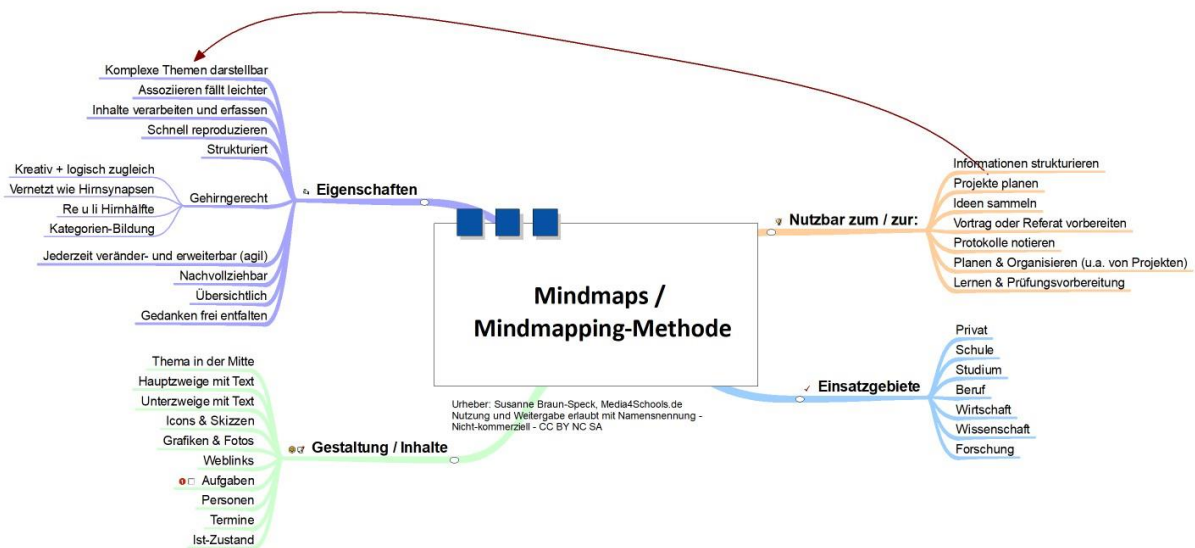 Komplexe Themen darstellbar
Assoziieren fällt leichter
Inhalte verarbeiten und erfassen
Schnell reproduzieren
Strukturiert
Kreativ + logisch zugleich
Vernetzt wie Hirnsynapsen
Re u li Hirnhälfte
Kategorien-Bildung
Gehirngerecht
Eigenschaften
Jederzeit veränder- und erweiterbar (agil)
Nachvollziehbar
Übersichtlich
Gedanken frei entfalten
Informationen strukturieren
Projekte planen
Ideen sammeln
Nutzbar zum / zur:
Vortrag oder Referat vorbereiten
Protokolle notieren
Planen & Organisieren (u.a. von Projekten)
Lernen & Prüfungsvorbereitung
Mindmaps /
Mindmapping-Methode
Thema in der Mitte
Hauptzweige mit Text
Unterzweige mit Text
Icons & Skizzen
Grafiken & Fotos
Weblinks
Aufgaben
Personen
Termine
Ist-Zustand
Gestaltung / Inhalte
Urheber: Susanne Braun-Speck, Media4Schools.de
Nutzung und Weitergabe erlaubt mit Namensnennung -
Nicht-kommerziell - CC BY NC SA
Einsatzgebiete
Privat
Schule
Studium
Beruf
Wirtschaft
Wissenschaft
Forschung